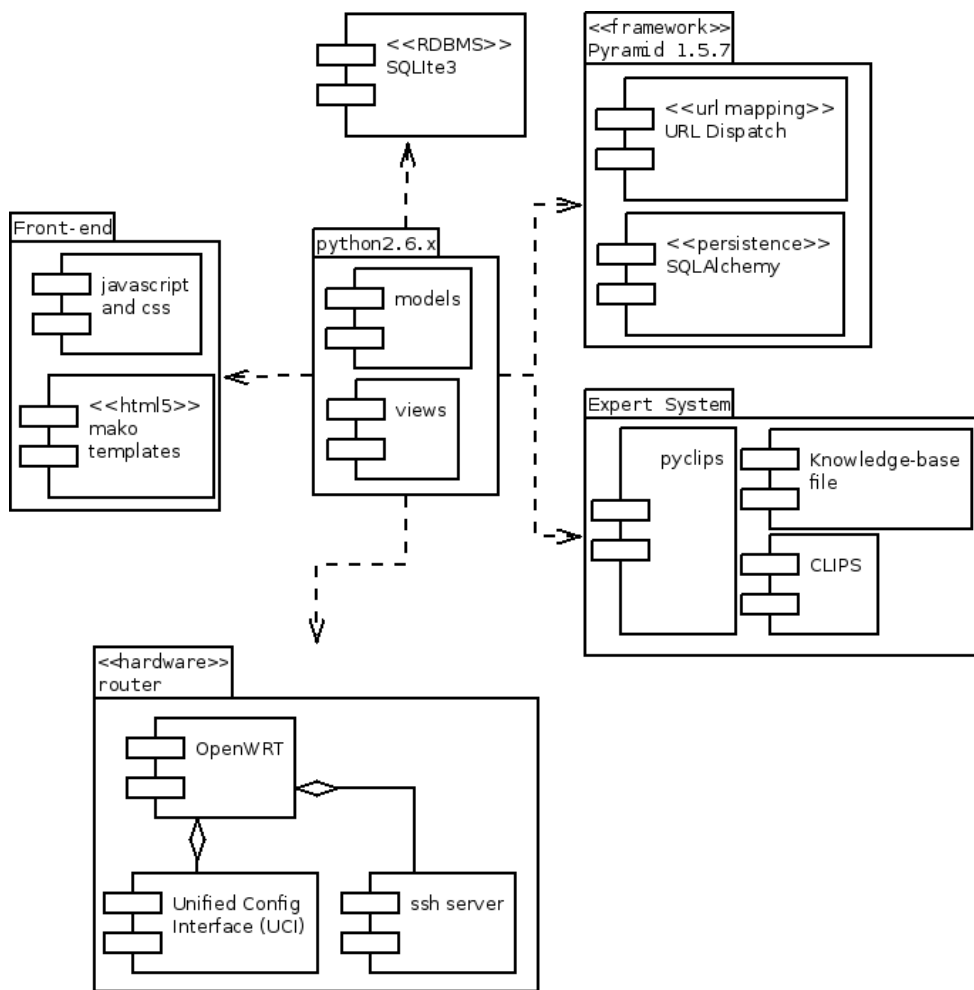 <<RDBMS>>
SQLIte3
<<framework>>
Pyramid 1.5.7
<<url mapping>>
URL Dispatch
<<persistence>>
SQLAlchemy
Front-end
javascript
and css
<<html5>>
mako
templates
python2.6.x
models
views
Expert System
pyclips
Knowledge-base
file
CLIPS
<<hardware>>
router
OpenWRT
Unified Config
Interface (UCI)
ssh server